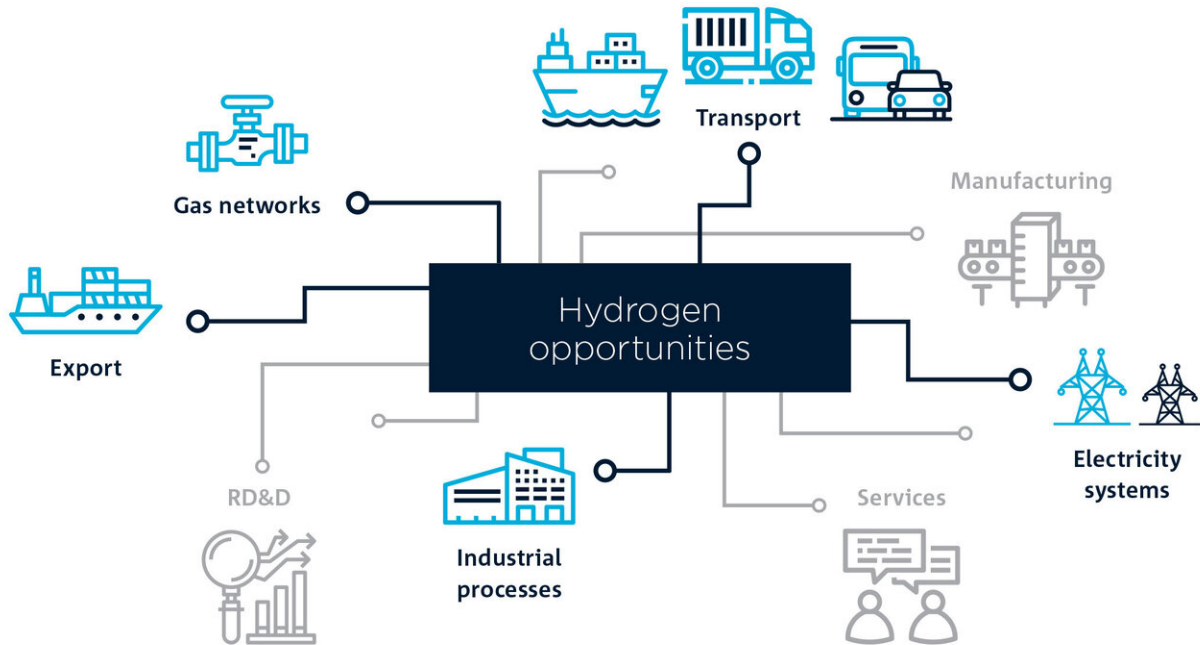 Transport
Manufacturing
Gas networks
Hydrogen
opportunities
Export
Electricity
systems
RD&D
Services
Industrial
processes